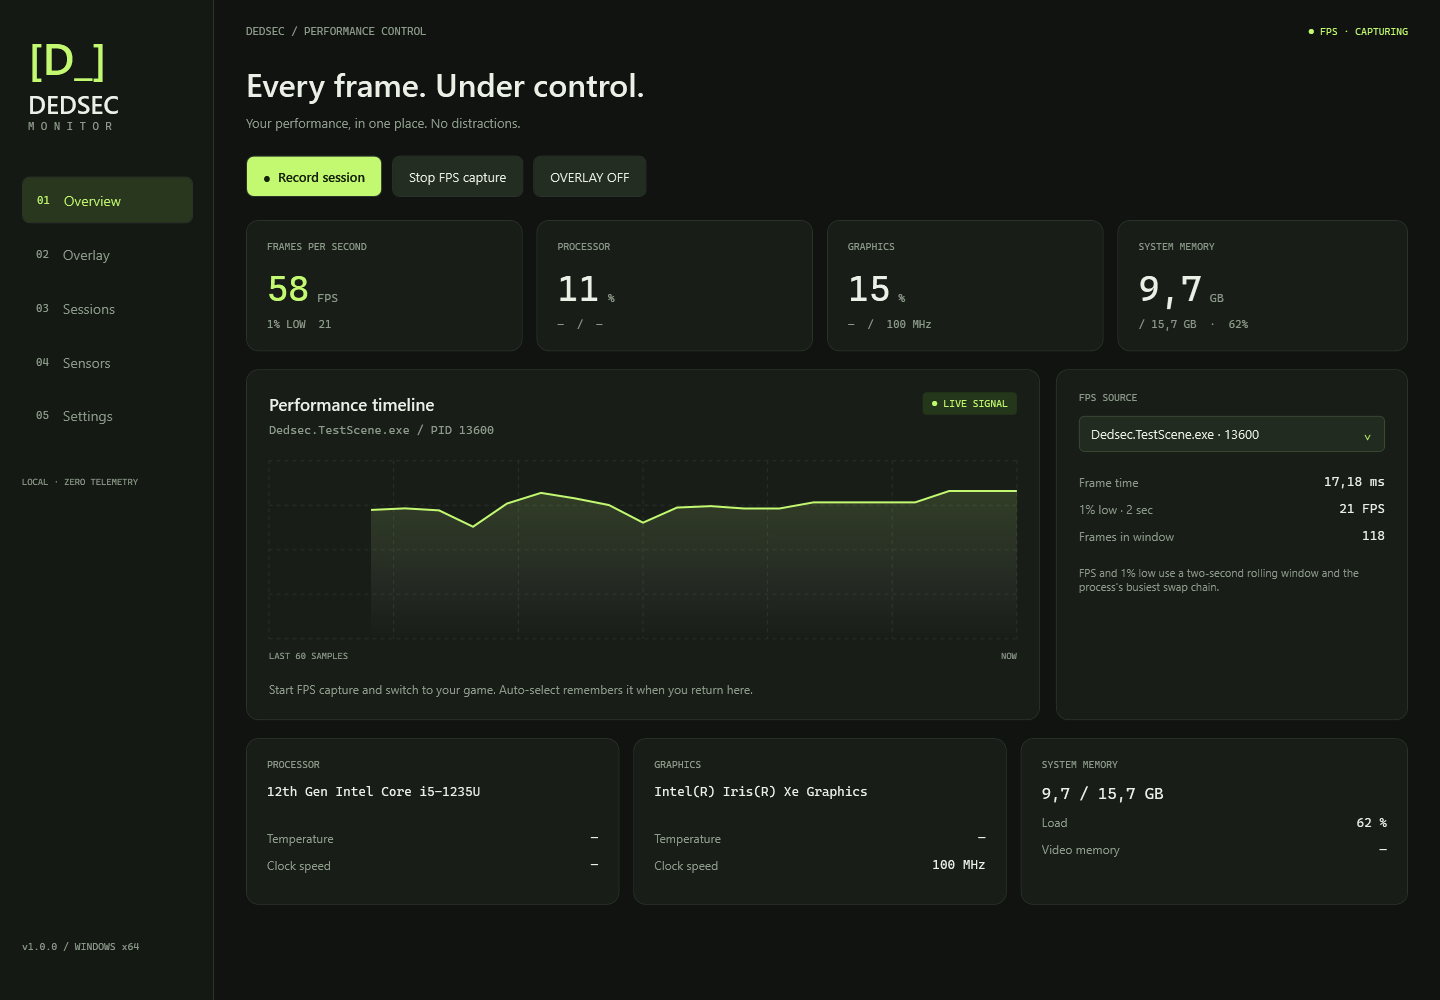 [D_]
DEDSEC
MONITOR
01 Overview
02 Overlay
03 Sessions
04 Sensors
05 Settings
LOCAL · ZERO TELEMETRY
v1.0.0 / WINDOWS x64
DEDSEC / PERFORMANCE CONTROL
● FPS · CAPTURING
Every frame. Under control.
Your performance, in one place. No distractions.
● Record session
Stop FPS capture
OVERLAY OFF
FRAMES PER SECOND
58 FPS
1% LOW 21
PROCESSOR
11 %
— / —
GRAPHICS
15 %
— / 100 MHz
SYSTEM MEMORY
9,7 GB
/ 15,7 GB · 62%
Performance timeline
● LIVE SIGNAL
Dedsec.TestScene.exe / PID 13600
LAST 60 SAMPLES
NOW
Start FPS capture and switch to your game. Auto-select remembers it when you return here.
FPS SOURCE
Dedsec.TestScene.exe · 13600
Frame time 17,18 ms
1% low · 2 sec 21 FPS
Frames in window 118
FPS and 1% low use a two-second rolling window and the
process's busiest swap chain.
PROCESSOR
12th Gen Intel Core i5-1235U
Temperature —
Clock speed —
GRAPHICS
Intel(R) Iris(R) Xe Graphics
Temperature —
Clock speed 100 MHz
SYSTEM MEMORY
9,7 / 15,7 GB
Load 62 %
Video memory —